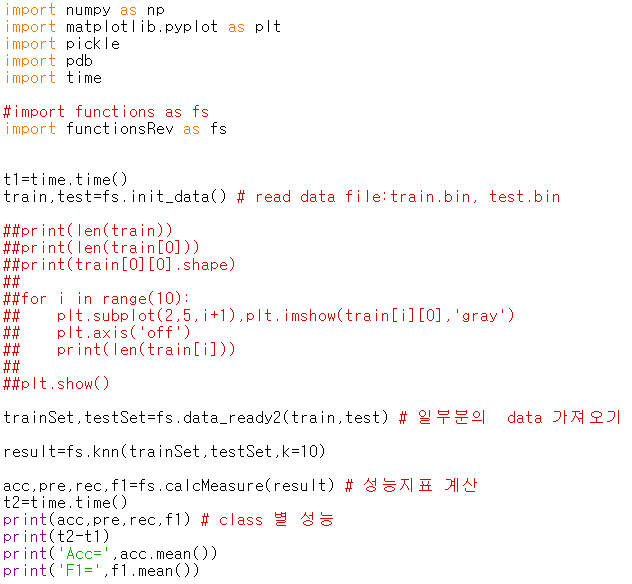 import numpy as np
import matplotlib.pyplot as plt
import pickle
import pdb
import time

#import functions as fs
import functionsRev as fs


t1=time.time()
train,test=fs.init_data() # read data file:train.bin, test.bin

##print(len(train))
##print(len(train[0]))
##print(train[0][0].shape)
##
##for i in range(10):
##    plt.subplot(2,5,i+1),plt.imshow(train[i][0],'gray')
##    plt.axis('off')
##    print(len(train[i]))
##
##plt.show()

trainSet,testSet=fs.data_ready2(train,test) # 일부분의  data 가져오기

result=fs.knn(trainSet,testSet,k=10)

acc,pre,rec,f1=fs.calcMeasure(result) # 성능지표 계산
t2=time.time()
print(acc,pre,rec,f1) # class 별 성능
print(t2-t1)
print('Acc=',acc.mean())
print('F1=',f1.mean())